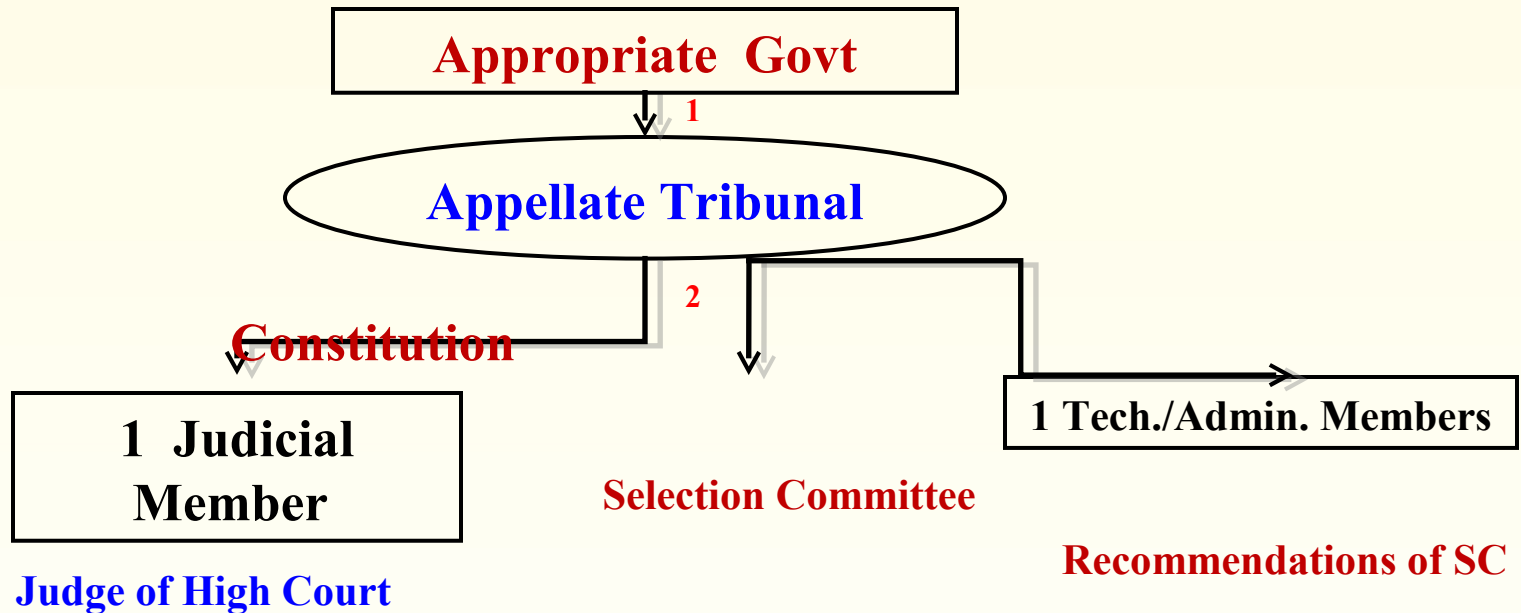 Appropriate Govt
1
Appellate Tribunal
2
Constitution
1 Judicial
Member
Judge of High Court
Selection Committee
1 Tech./Admin. Members
Recommendations of SC